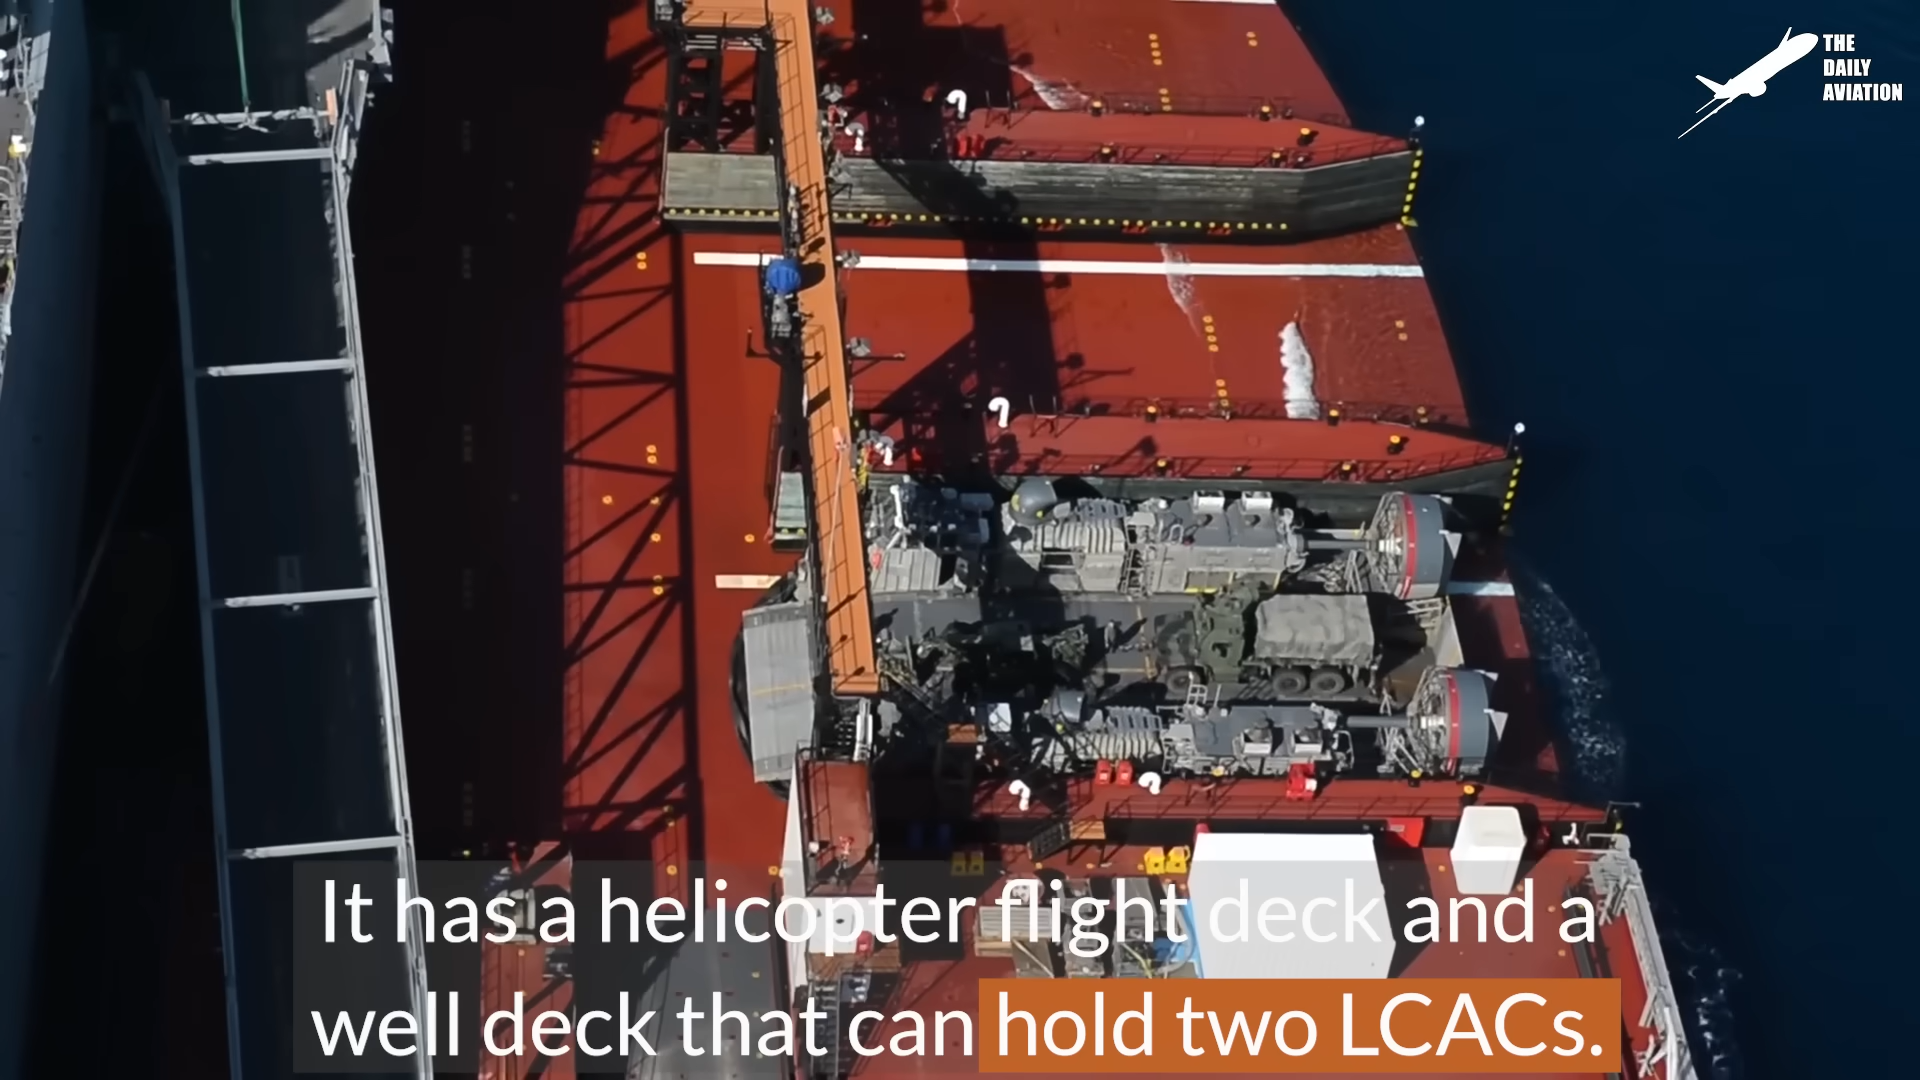 THE
DAILY
AVIATION
It has a helicopter flight deck and a
well deck that can hold two LCACs.